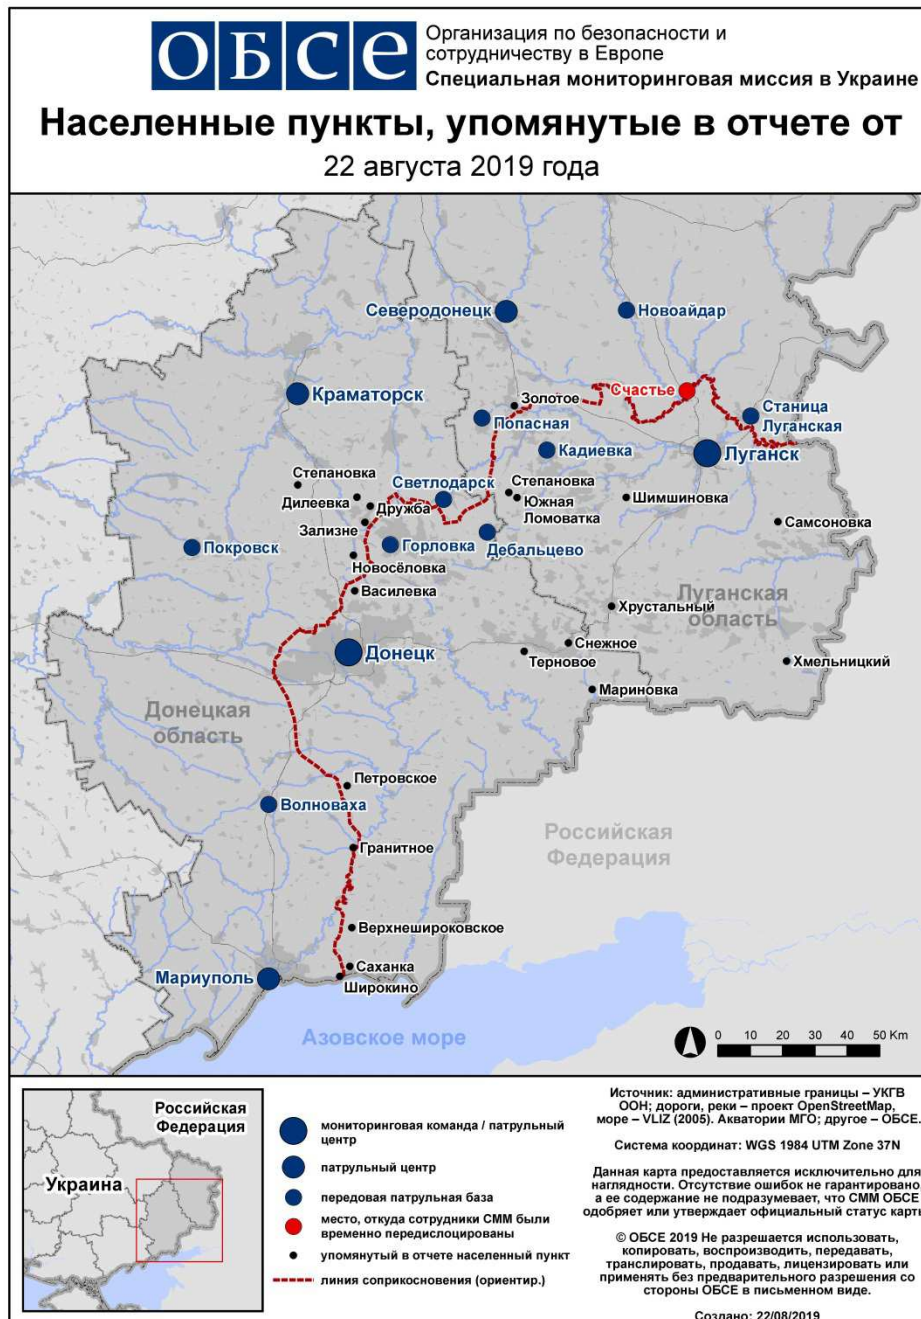 ОБСЕ
Организация по безопасности и
сотрудничеству в Европе
Специальная мониторинговая миссия в Украине
Населенные пункты, упомянутые в отчете от
22 августа 2019 года
Северодонецк
Новоайдар
Краматорск
Счастье
Золотое
Попасная
Станица
Луганская
Кадиевка
Луганск
Степановка
Светлодарск
Степановка
Дилеевка
Дружба
Южная
Ломоватка
Шимшиновка
Зализне
Самсоновка
Покровск
Горловка
Дебальцево
Новосёловка
Василевка
Луганская
область
Хрустальный
Донецк
Снежное
Терновое
Хмельницкий
Мариновка
Донецкая
область
Петровское
Волноваха
Российская
Федерация
Гранитное
Верхнешироковское
Саханка
Мариуполь
Широкино
Азовское море
0 10 20 30 40 50 Km
Российская
Федерация
Украина
мониторинговая команда / патрульный
центр
патрульный центр
передовая патрульная база
место, откуда сотрудники СММ были
временно передислоцированы
упомянутый в отчете населенный пункт
линия соприкосновения (ориентир.)
Источник: административные границы – УКГВ
ООН; дороги, реки – проект OpenStreetMap,
море – VLIZ (2005). Акватории МГО; другое – ОБСЕ.
Система координат: WGS 1984 UTM Zone 37N
Данная карта предоставляется исключительно для
наглядности. Отсутствие ошибок не гарантировано,
а ее содержание не подразумевает, что СММ ОБСЕ
одобряет или утверждает официальный статус карты
© ОБСЕ 2019 Не разрешается использовать,
копировать, воспроизводить, передавать,
транслировать, продавать, лицензировать или
применять без предварительного разрешения со
стороны ОБСЕ в письменном виде.
Создано: 22/08/2019